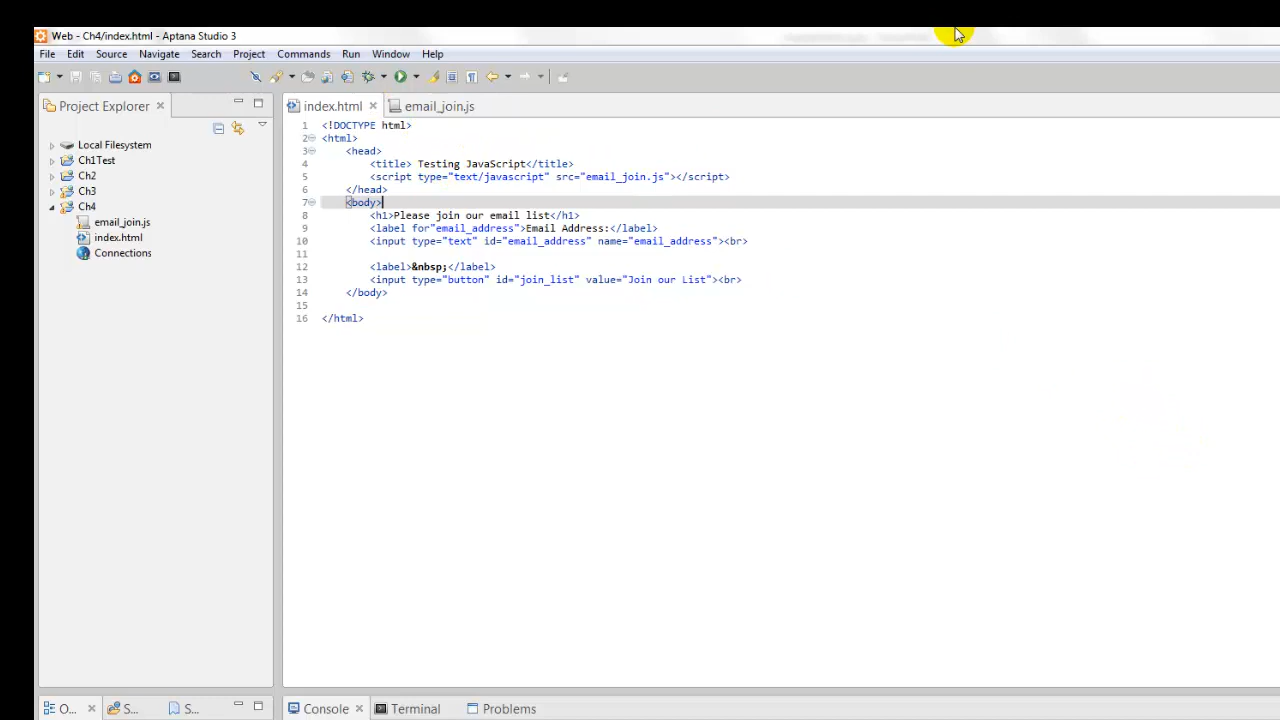 Web - Ch4/index.html - Aptana Studio 3
File Edit Source Navigate Search Project Commands Run Window Help
Project Explorer
index.html
email_join.js
Local Filesystem
Ch1Test
Ch2
Ch3
Ch4
email_join.js
index.html
Connections
1 <!DOCTYPE html>
2 <html>
3 <head>
4 <title> Testing JavaScript</title>
5 <script type="text/javascript" src="email_join.js"></script>
6 </head>
7 <body>
8 <h1>Please join our email list</h1>
9 <label for"email_address">Email Address:</label>
10 <input type="text" id="email_address" name="email_address"><br>
11
12 <label>&nbsp;</label>
13 <input type="button" id="join_list" value="Join our List"><br>
14 </body>
15
16 </html>
O... S... S...
Console Terminal Problems